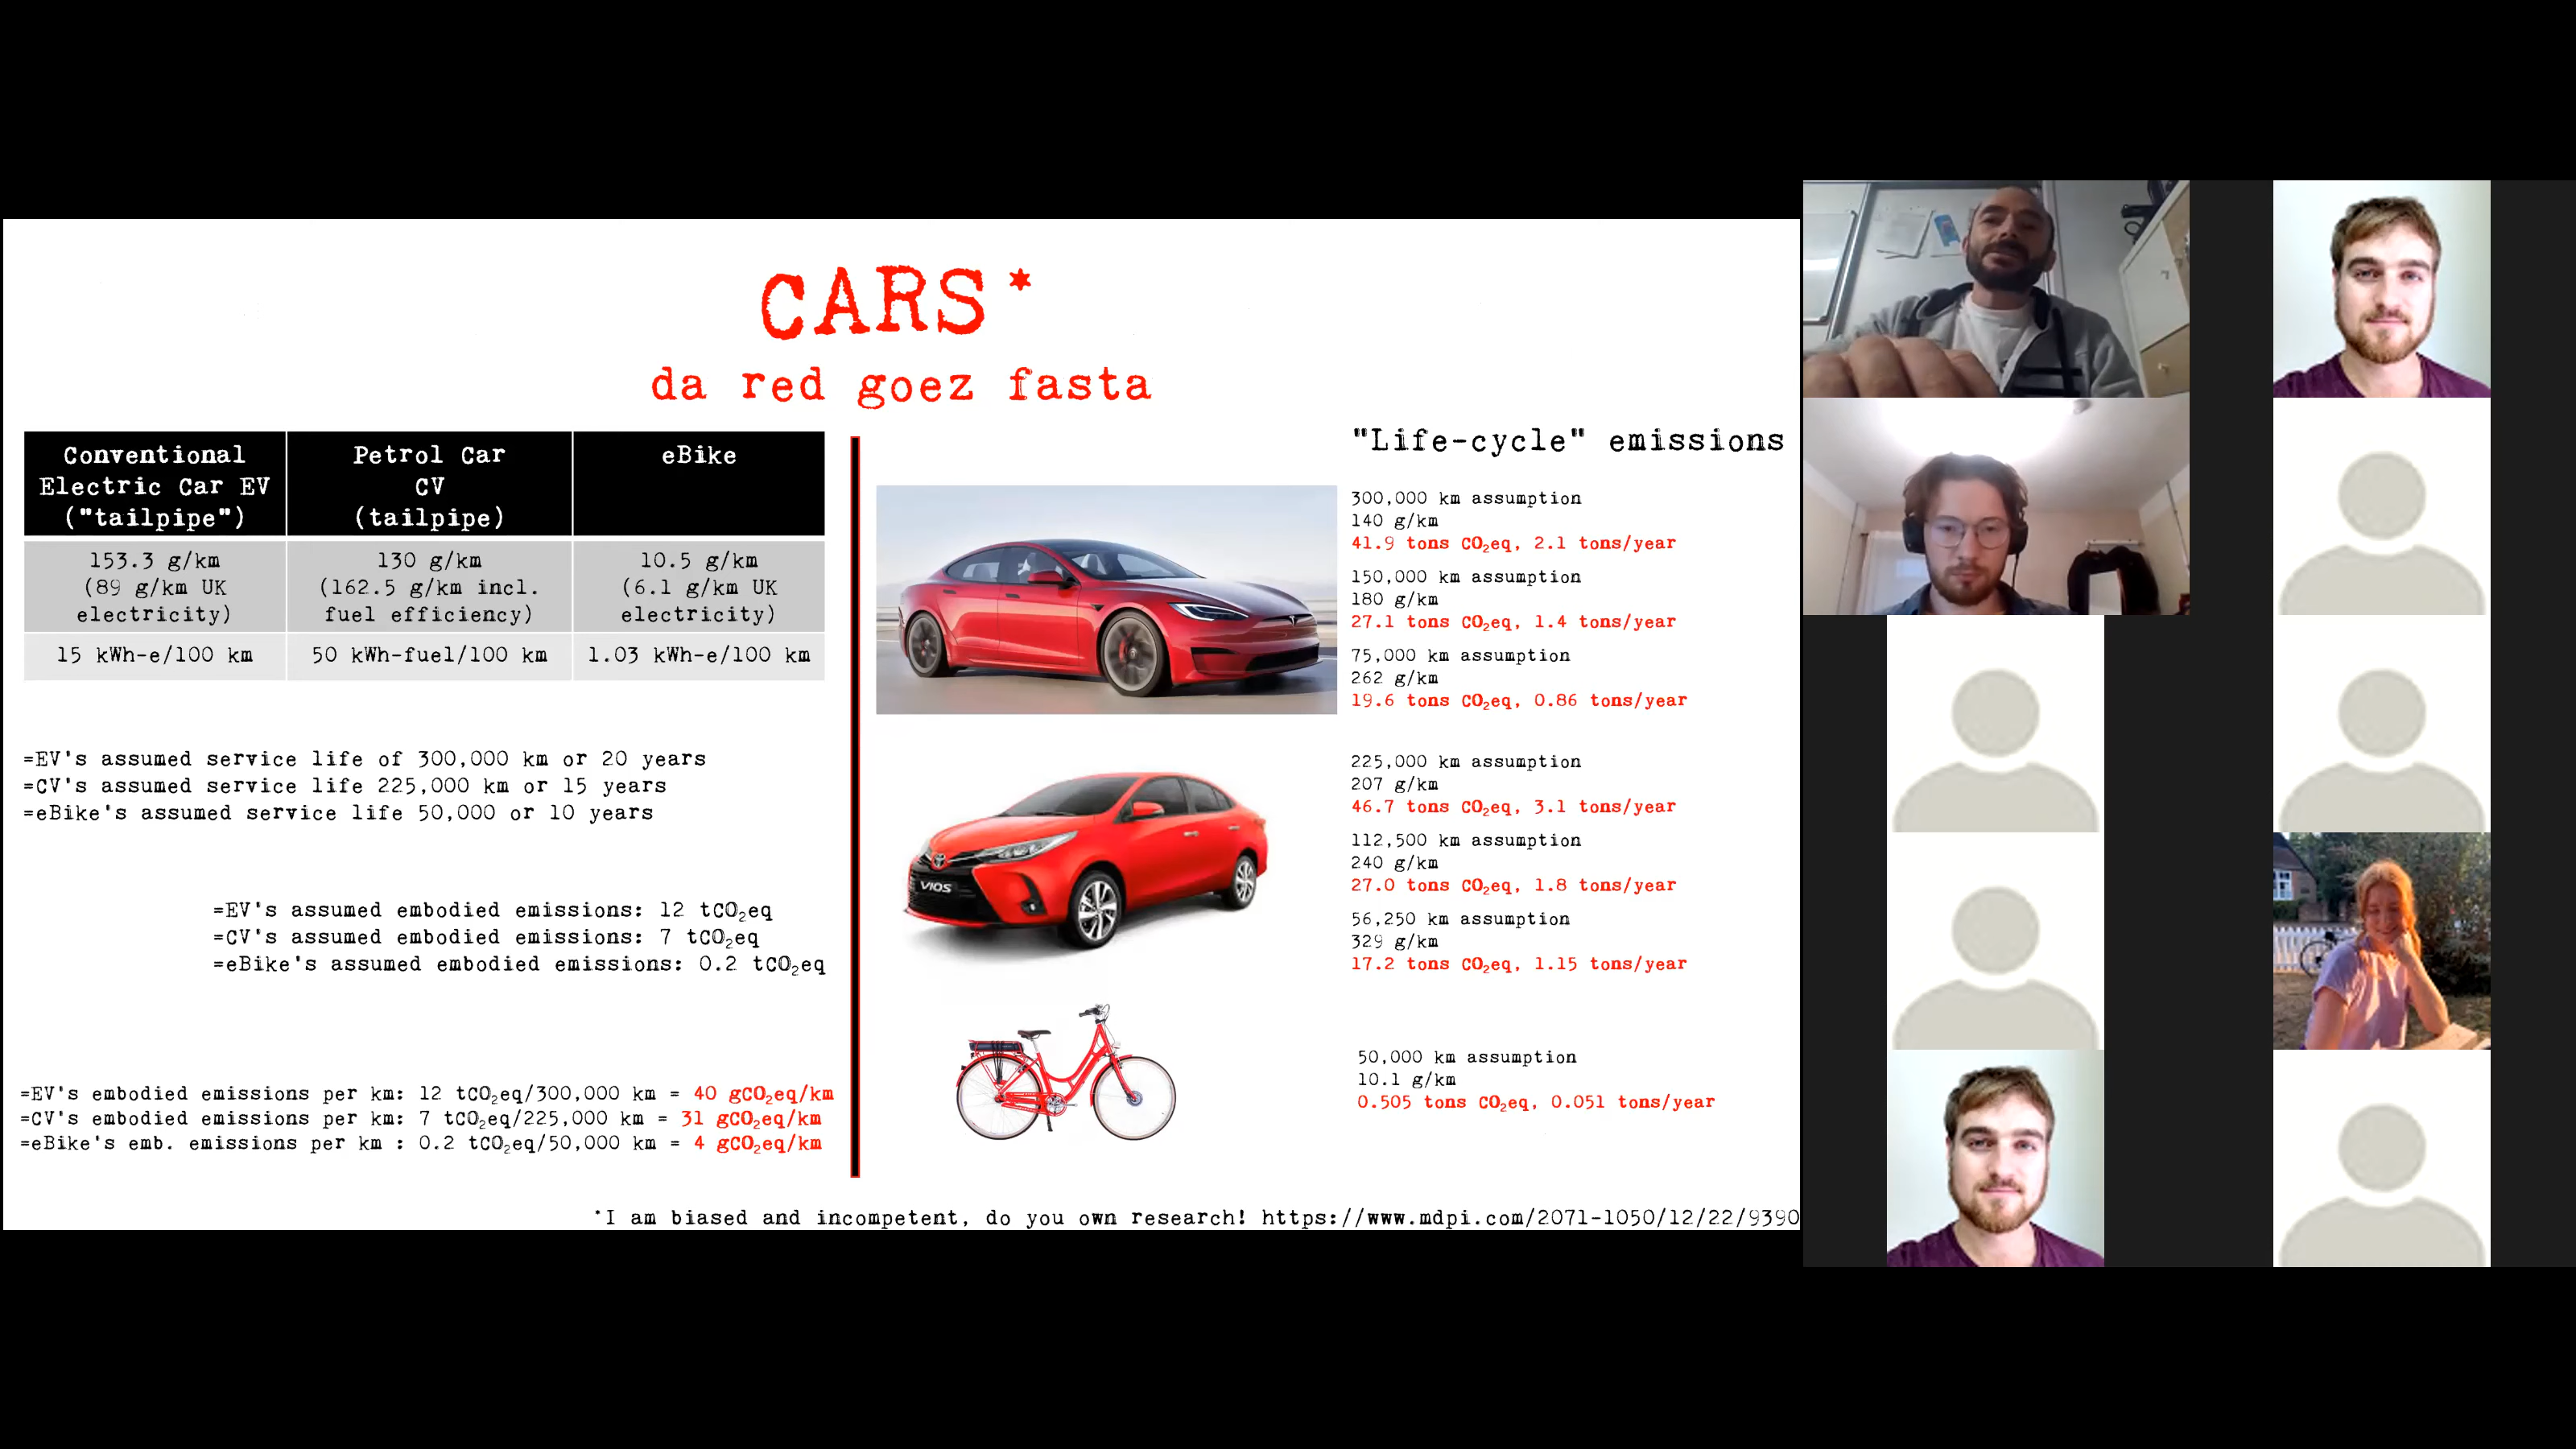 CARS*
da red goez fasta
Conventional
Electric Car EV
("tailpipe")
Petrol Car
CV
(tailpipe)
eBike
153.3 g/km
(89 g/km UK
electricity)
130 g/km
(162.5 g/km incl.
fuel efficiency)
10.5 g/km
(6.1 g/km UK
electricity)
15 kWh-e/100 km
50 kWh-fuel/100 km
1.03 kWh-e/100 km
=EV's assumed service life of 300,000 km or 20 years
=CV's assumed service life 225,000 km or 15 years
=eBike's assumed service life 50,000 or 10 years
=EV's assumed embodied emissions: 12 tCO₂eq
=CV's assumed embodied emissions: 7 tCO₂eq
=eBike's assumed embodied emissions: 0.2 tCO₂eq
=EV's embodied emissions per km: 12 tCO₂eq/300,000 km = 40 gCO₂eq/km
=CV's embodied emissions per km: 7 tCO₂eq/225,000 km = 31 gCO₂eq/km
=eBike's emb. emissions per km : 0.2 tCO₂eq/50,000 km = 4 gCO₂eq/km
"Life-cycle" emissions
300,000 km assumption
140 g/km
41.9 tons CO₂eq, 2.1 tons/year
150,000 km assumption
180 g/km
27.1 tons CO₂eq, 1.4 tons/year
75,000 km assumption
262 g/km
19.6 tons CO₂eq, 0.86 tons/year
VIOS
225,000 km assumption
207 g/km
46.7 tons CO₂eq, 3.1 tons/year
112,500 km assumption
240 g/km
27.0 tons CO₂eq, 1.8 tons/year
56,250 km assumption
329 g/km
17.2 tons CO₂eq, 1.15 tons/year
50,000 km assumption
10.1 g/km
0.505 tons CO₂eq, 0.051 tons/year
*I am biased and incompetent, do you own research! https://www.mdpi.com/2071-1050/12/22/9390